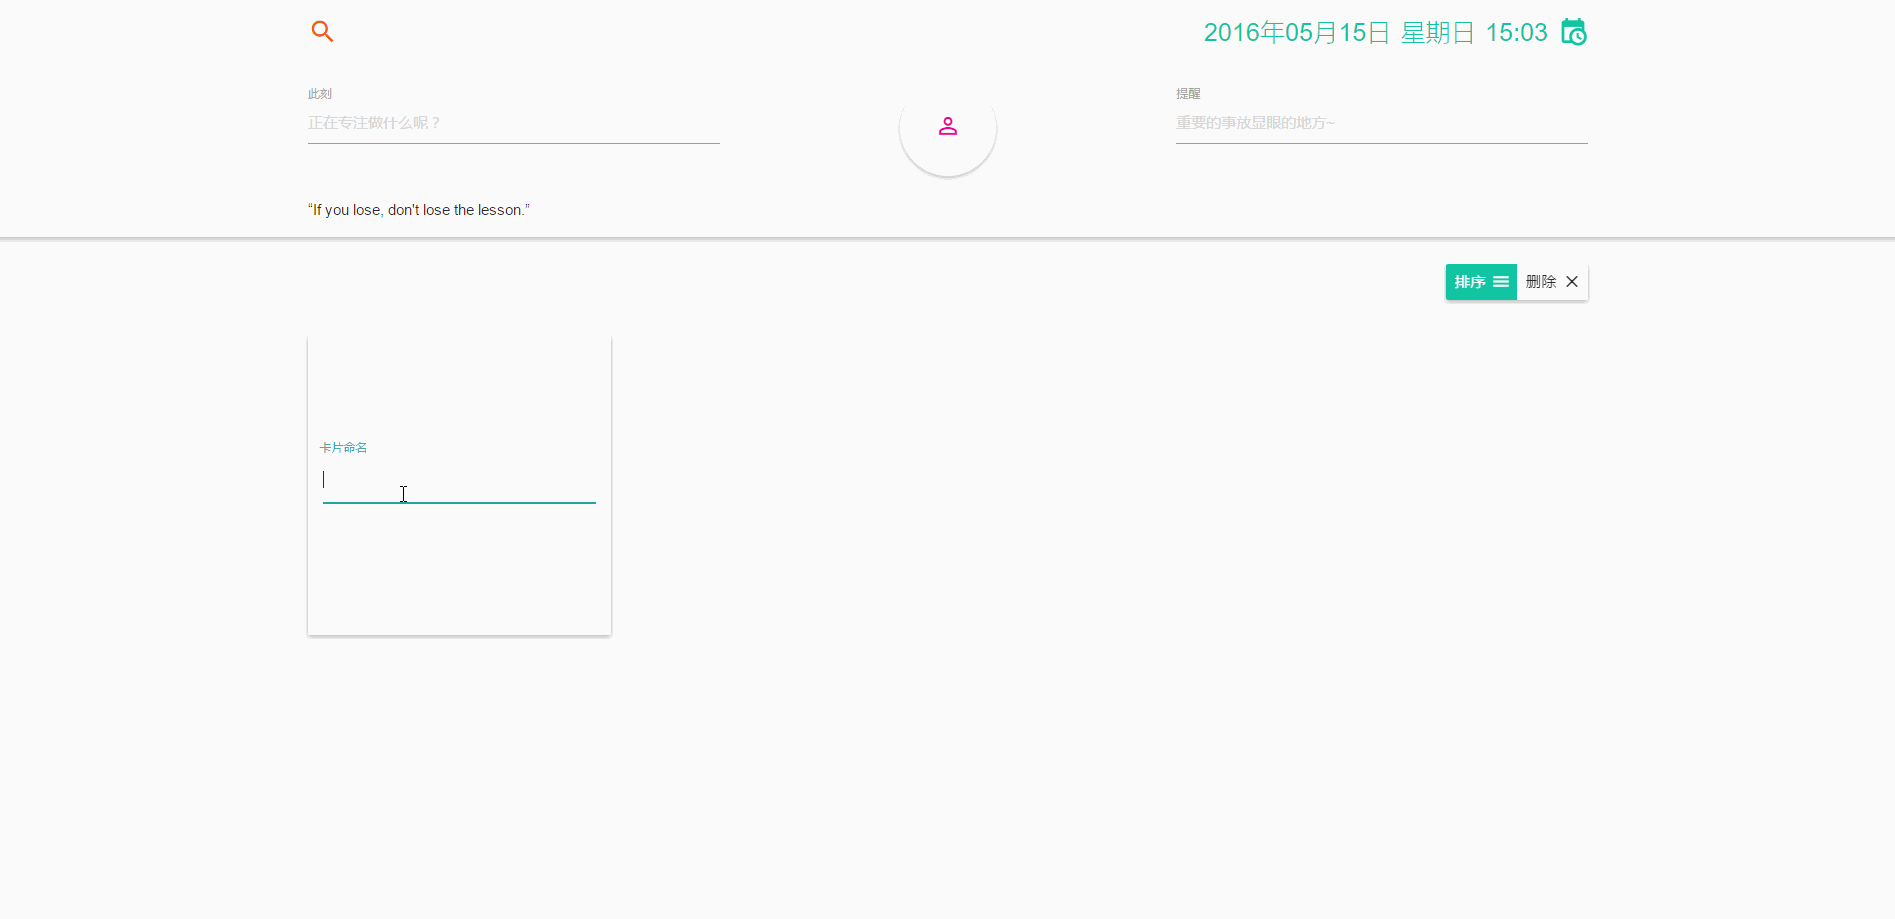 2016年05月15日 星期日 15:03
此刻
正在专注做什么呢？
提醒
重要的事放显眼的地方~
“If you lose, don't lose the lesson.”
排序
删除
卡片命名